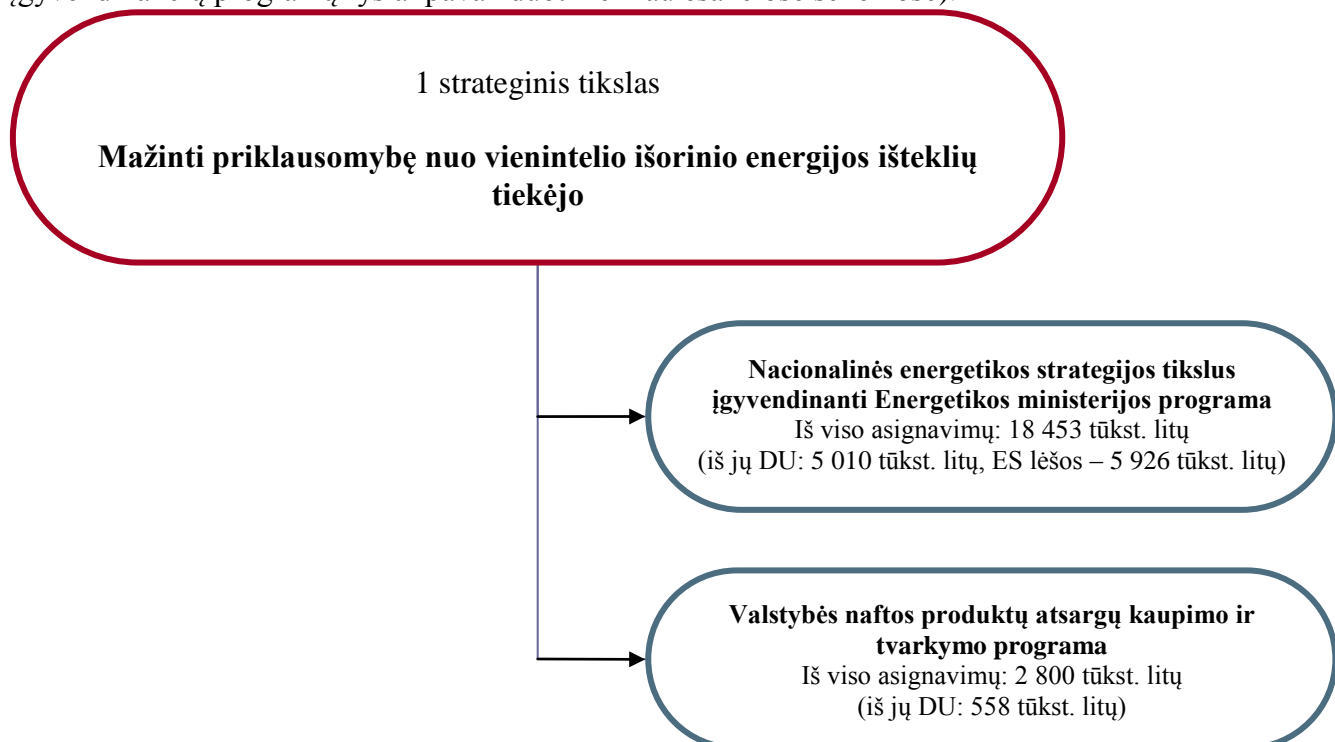 1 strateginis tikslas
Mažinti priklausomybę nuo vienintelio išorinio energijos išteklių
tiekėjo
Nacionalinės energetikos strategijos tikslus
įgyvendinanti Energetikos ministerijos programa
Iš viso asignavimų: 18 453 tūkst. litų
(iš jų DU: 5 010 tūkst. litų, ES lėšos – 5 926 tūkst. litų)
Valstybės naftos produktų atsargų kaupimo ir
tvarkymo programa
Iš viso asignavimų: 2 800 tūkst. litų
(iš jų DU: 558 tūkst. litų)